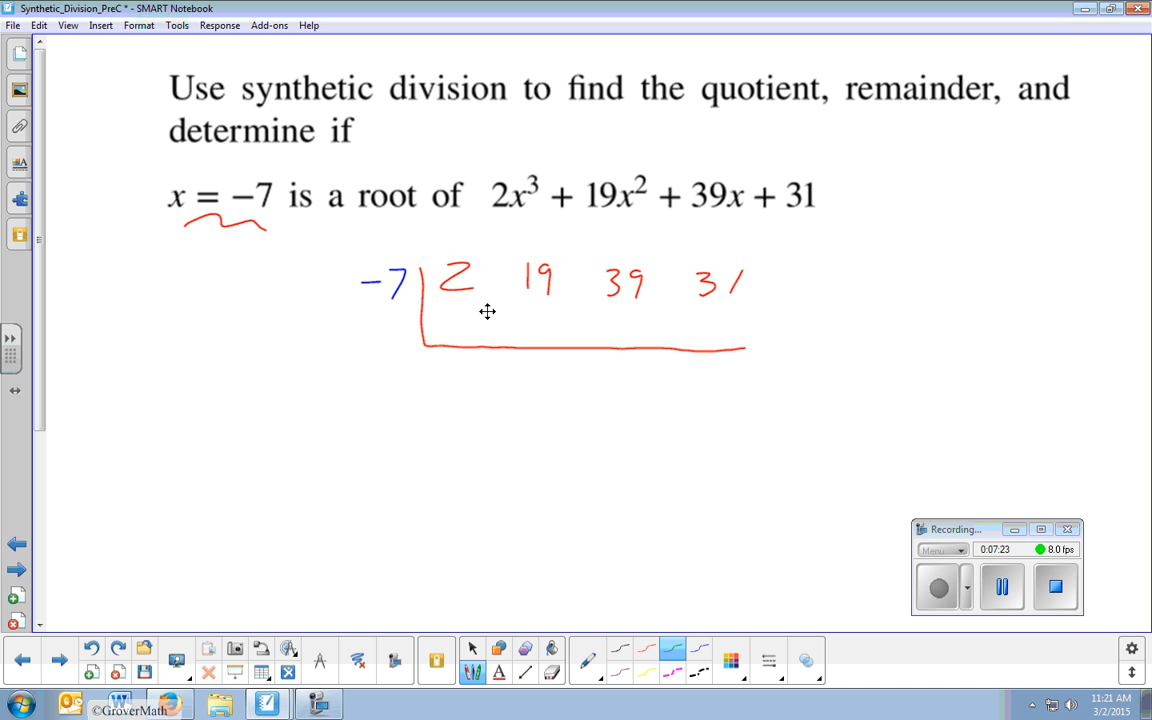 Synthetic_Division_PreC * - SMART Notebook
File Edit View Insert Format Tools Response Add-ons Help
Use synthetic division to find the quotient, remainder, and
determine if
x = −7 is a root of 2x³ + 19x² + 39x + 31
−7 2 19 39 31
Recording...
Menu 0:07:23 8.0 fps
A
©GroverMath
11:21 AM
3/2/2015